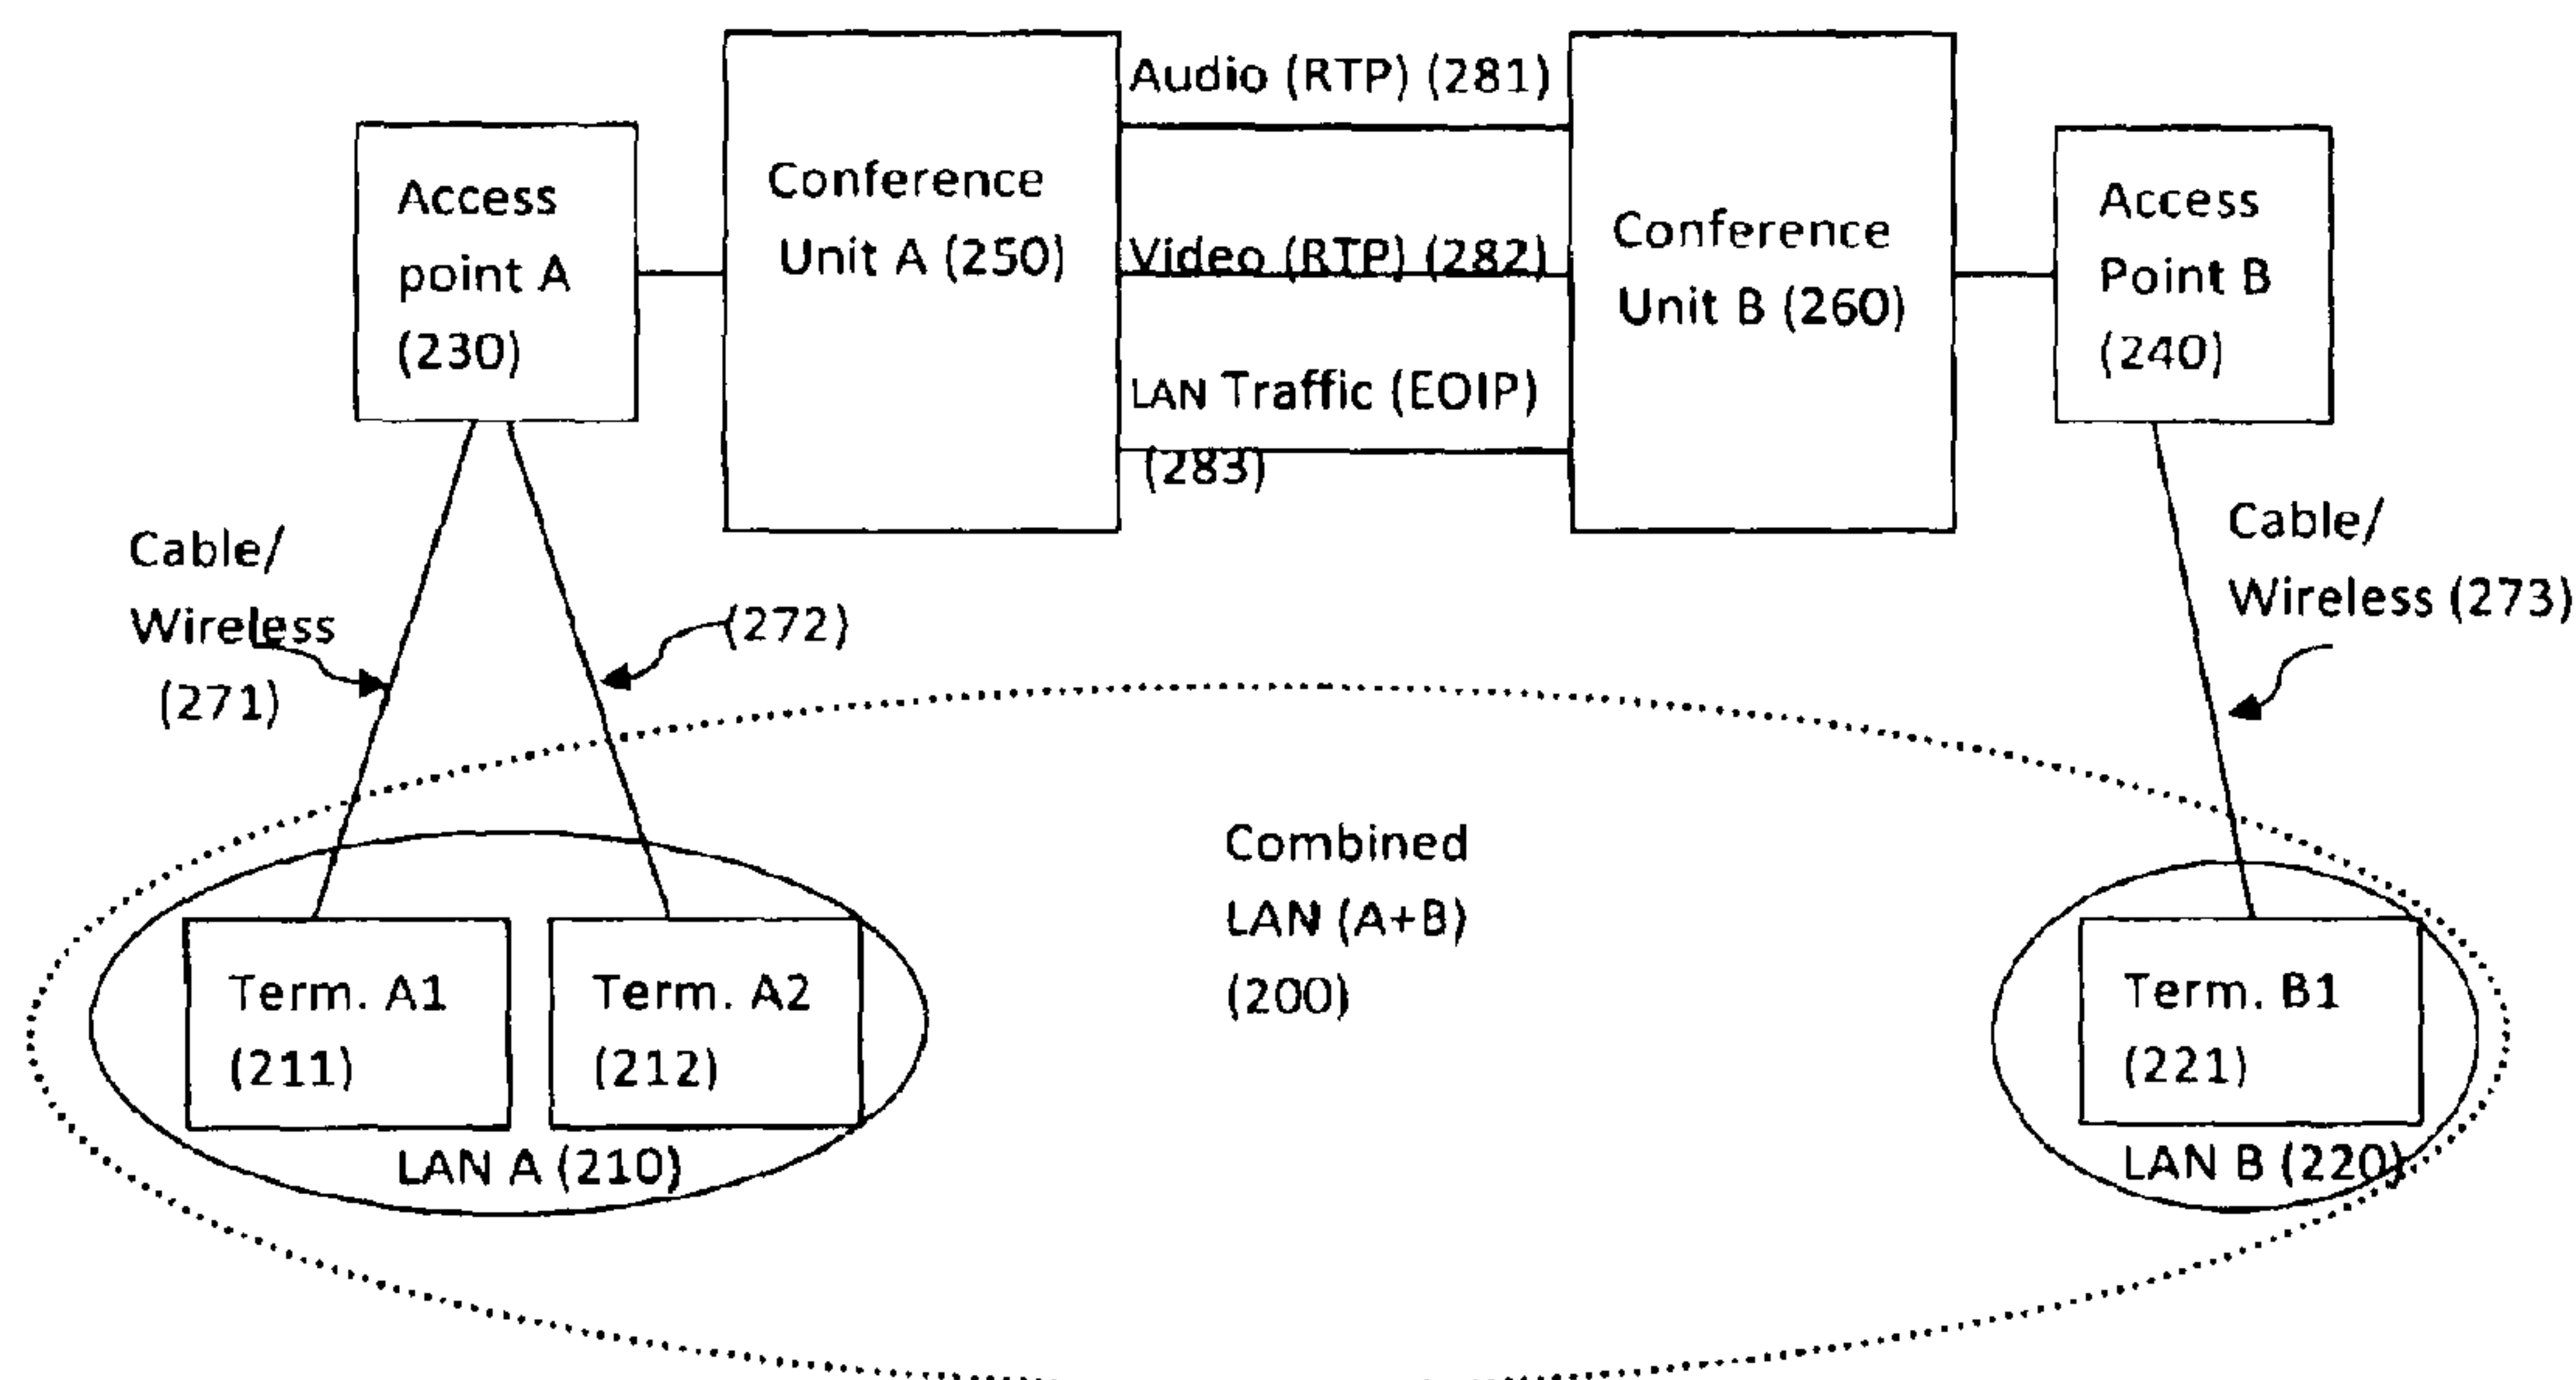 Access
point A
(230)
Conference
Unit A (250)
Audio (RTP) (281)
Video (RTP) (282)
LAN Traffic (EOIP)
(283)
Conference
Unit B (260)
Access
Point B
(240)
Cable/
Wireless
(271)
(272)
Cable/
Wireless (273)
Combined
LAN (A+B)
(200)
Term. A1
(211)
Term. A2
(212)
LAN A (210)
Term. B1
(221)
LAN B (220)